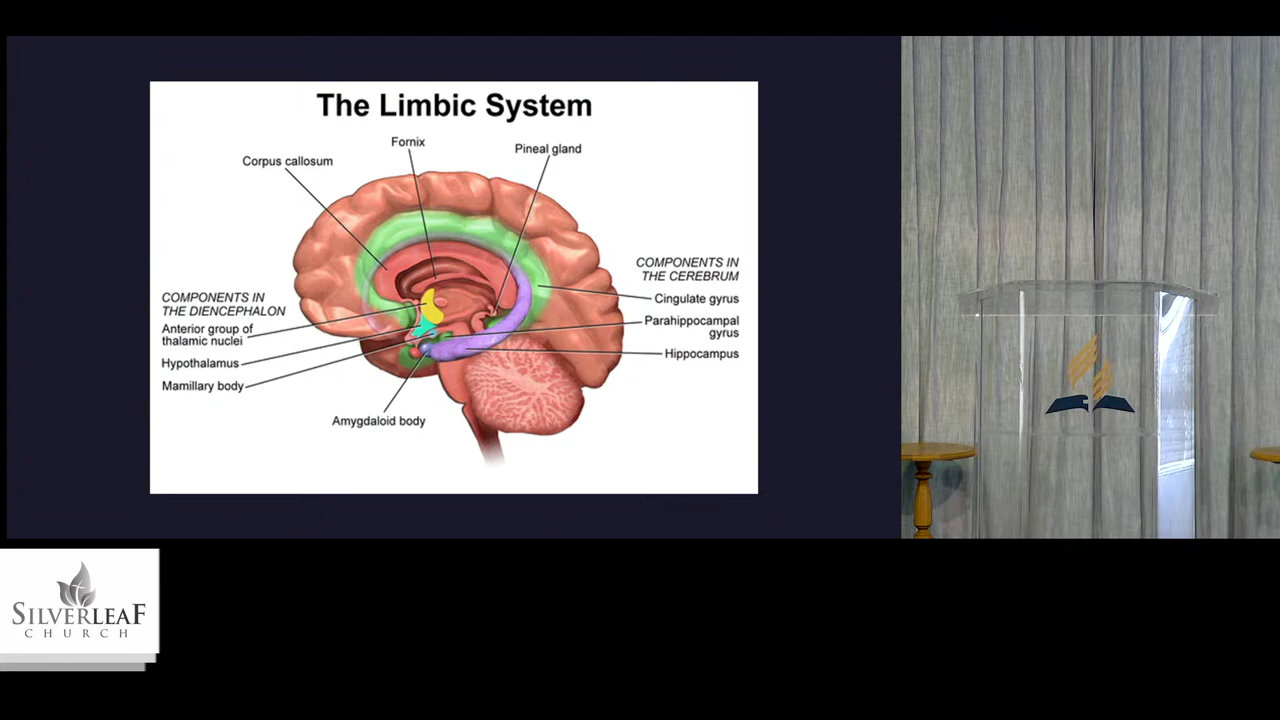 The Limbic System
Fornix
Pineal gland
Corpus callosum
COMPONENTS IN
THE CEREBRUM
Cingulate gyrus
Parahippocampal
gyrus
Hippocampus
COMPONENTS IN
THE DIENCEPHALON
Anterior group of
thalamic nuclei
Hypothalamus
Mamillary body
Amygdaloid body
SILVERLEAF
CHURCH